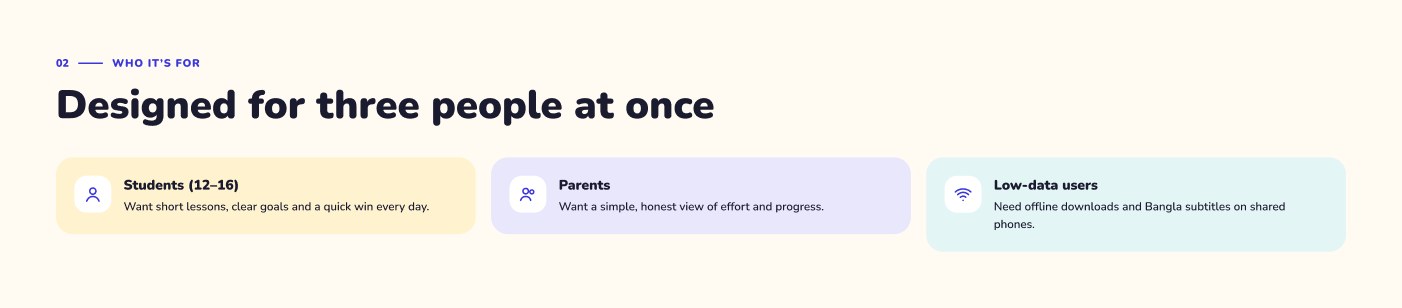 02 — WHO IT'S FOR
Designed for three people at once
Students (12–16)
Want short lessons, clear goals and a quick win every day.
Parents
Want a simple, honest view of effort and progress.
Low-data users
Need offline downloads and Bangla subtitles on shared
phones.